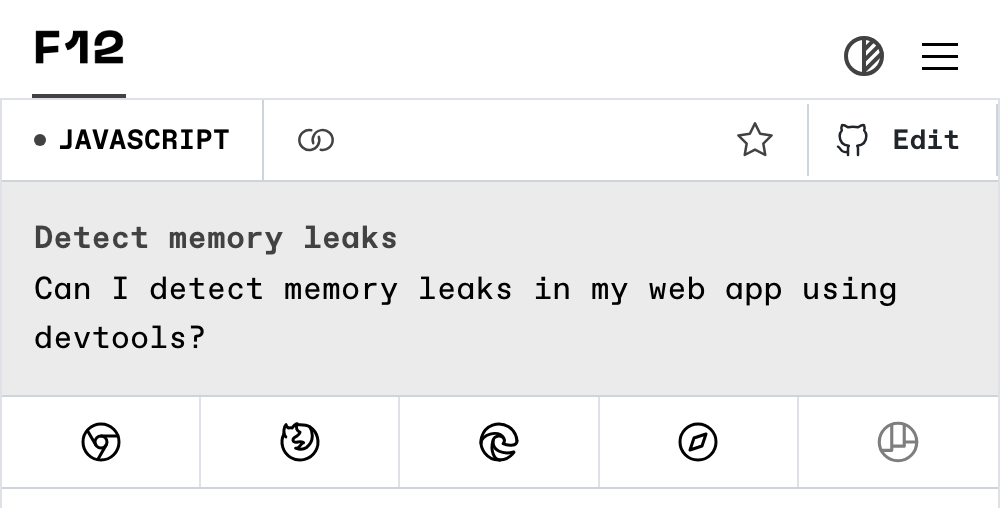 F12
JAVASCRIPT
Edit
Detect memory leaks
Can I detect memory leaks in my web app using
devtools?